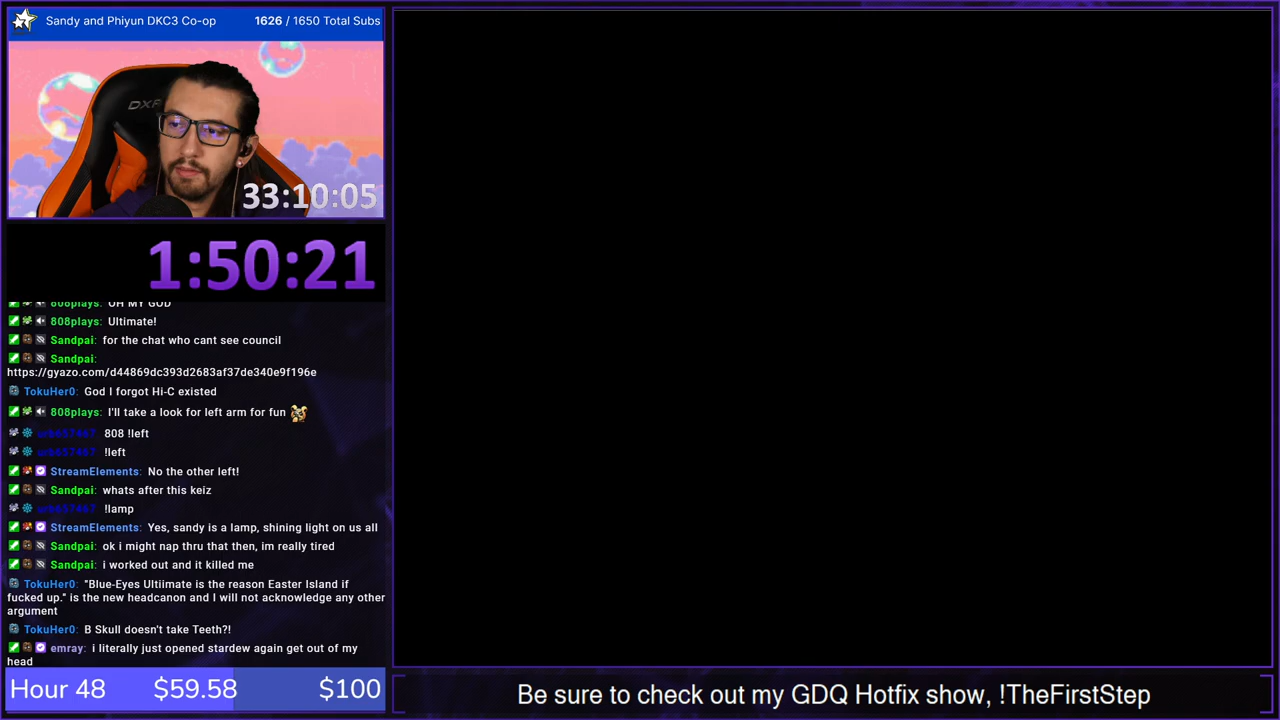 Sandy and Phiyun DKC3 Co-op
1626 / 1650 Total Subs
33:10:05
1:50:21
808plays: OH MY GOD
808plays: Ultimate!
Sandpai: for the chat who cant see council
Sandpai:
https://gyazo.com/d44869dc393d2683af37de340e9f196e
TokuHer0: God I forgot Hi-C existed
808plays: I'll take a look for left arm for fun
808 !left
!left
StreamElements: No the other left!
Sandpai: whats after this keiz
!lamp
StreamElements: Yes, sandy is a lamp, shining light on us all
Sandpai: ok i might nap thru that then, im really tired
Sandpai: i worked out and it killed me
TokuHer0: "Blue-Eyes Ultiimate is the reason Easter Island if
fucked up." is the new headcanon and I will not acknowledge any other
argument
TokuHer0: B Skull doesn't take Teeth?!
emray: i literally just opened stardew again get out of my
head
Hour 48 $59.58 $100
Be sure to check out my GDQ Hotfix show, !TheFirstStep